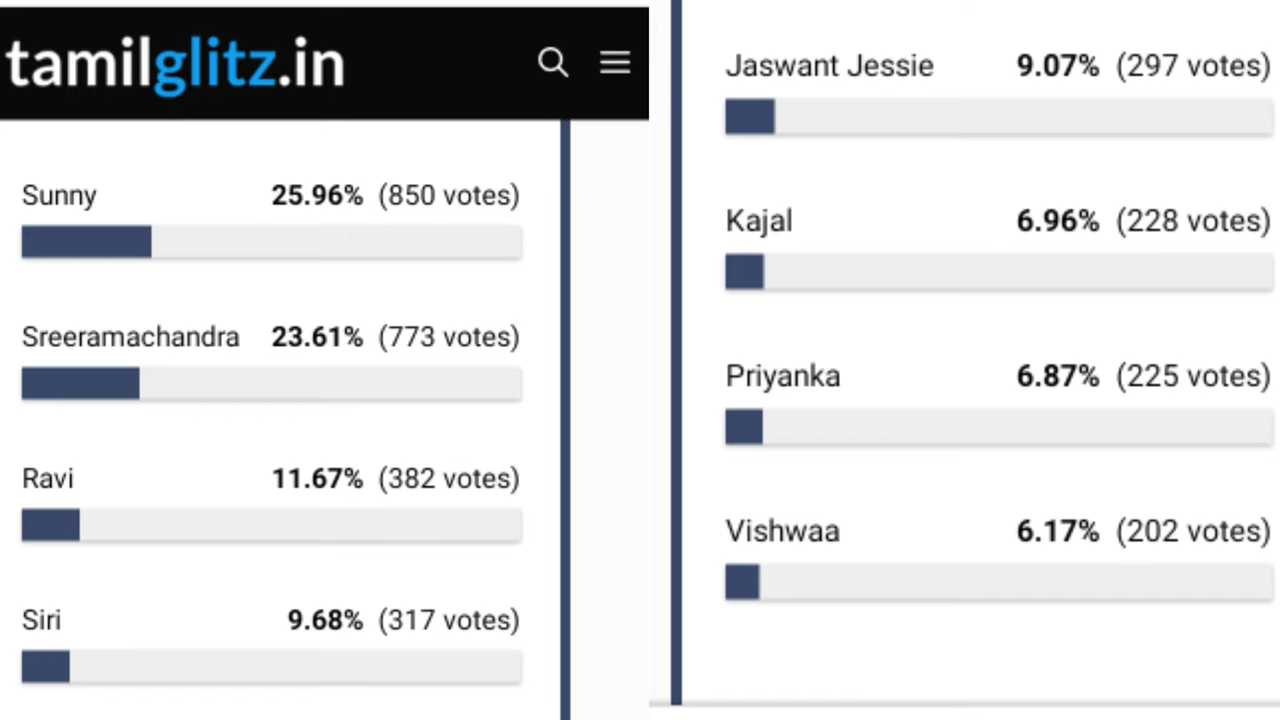 tamilglitz.in
Sunny 25.96% (850 votes)
Sreeramachandra 23.61% (773 votes)
Ravi 11.67% (382 votes)
Siri 9.68% (317 votes)
Jaswant Jessie 9.07% (297 votes)
Kajal 6.96% (228 votes)
Priyanka 6.87% (225 votes)
Vishwaa 6.17% (202 votes)